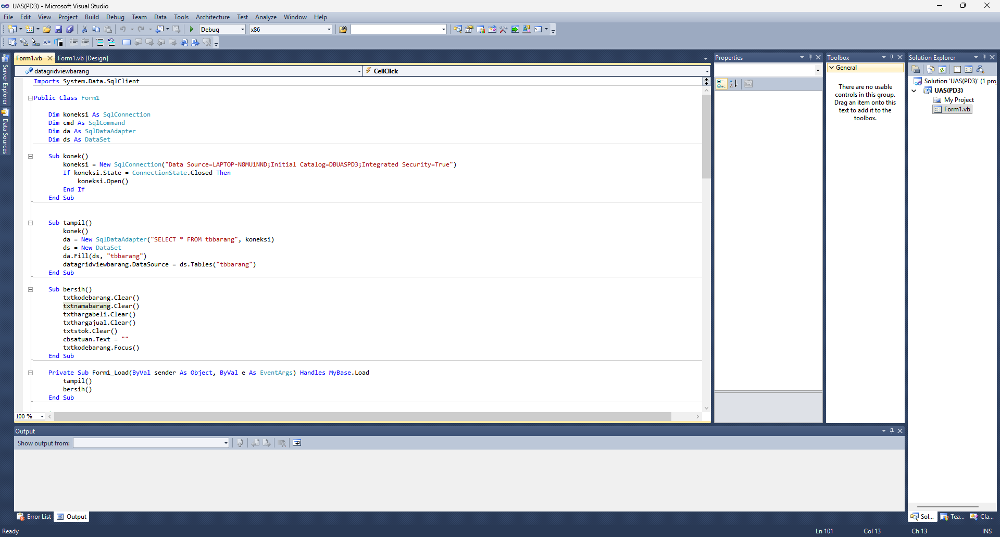 UAS(PD3) - Microsoft Visual Studio
File Edit View Project Build Debug Team Data Tools Architecture Test Analyze Window Help
Debug x86
Server Explorer
Data Sources
Form1.vb Form1.vb [Design]
datagridviewbarang CellClick
Imports System.Data.SqlClient
Public Class Form1
Dim koneksi As SqlConnection
Dim cmd As SqlCommand
Dim da As SqlDataAdapter
Dim ds As DataSet
Sub konek()
koneksi = New SqlConnection("Data Source=LAPTOP-N8MU1NND;Initial Catalog=DBUASPD3;Integrated Security=True")
If koneksi.State = ConnectionState.Closed Then
koneksi.Open()
End If
End Sub
Sub tampil()
konek()
da = New SqlDataAdapter("SELECT * FROM tbbarang", koneksi)
ds = New DataSet
da.Fill(ds, "tbbarang")
datagridviewbarang.DataSource = ds.Tables("tbbarang")
End Sub
Sub bersih()
txtkodebarang.Clear()
txtnamabarang.Clear()
txthargabeli.Clear()
txthargajual.Clear()
txtstok.Clear()
cbsatuan.Text = ""
txtkodebarang.Focus()
End Sub
Private Sub Form1_Load(ByVal sender As Object, ByVal e As EventArgs) Handles MyBase.Load
tampil()
bersih()
End Sub
100 %
Properties
Toolbox
General
There are no usable
controls in this group.
Drag an item onto this
text to add it to the
toolbox.
Solution Explorer
Solution 'UAS(PD3)' (1 pro
UAS(PD3)
My Project
Form1.vb
Output
Show output from:
Error List Output
Sol... Tea... Cla...
Ready Ln 101 Col 13 Ch 13 INS